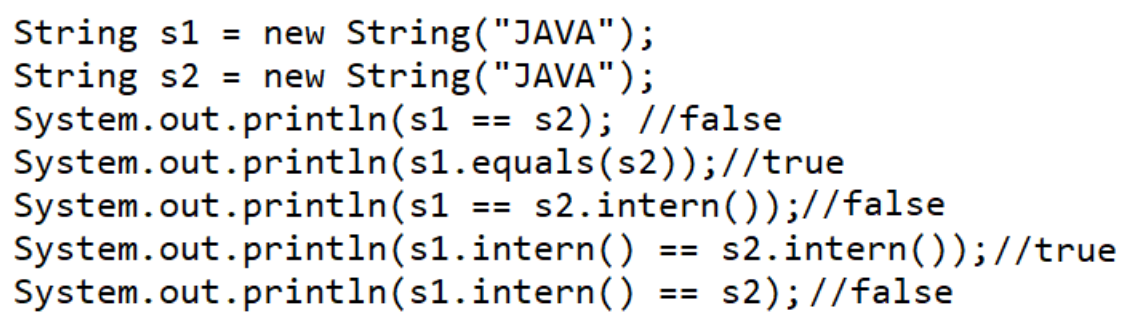 String s1 = new String("JAVA");
String s2 = new String("JAVA");
System.out.println(s1 == s2); //false
System.out.println(s1.equals(s2));//true
System.out.println(s1 == s2.intern());//false
System.out.println(s1.intern() == s2.intern());//true
System.out.println(s1.intern() == s2);//false